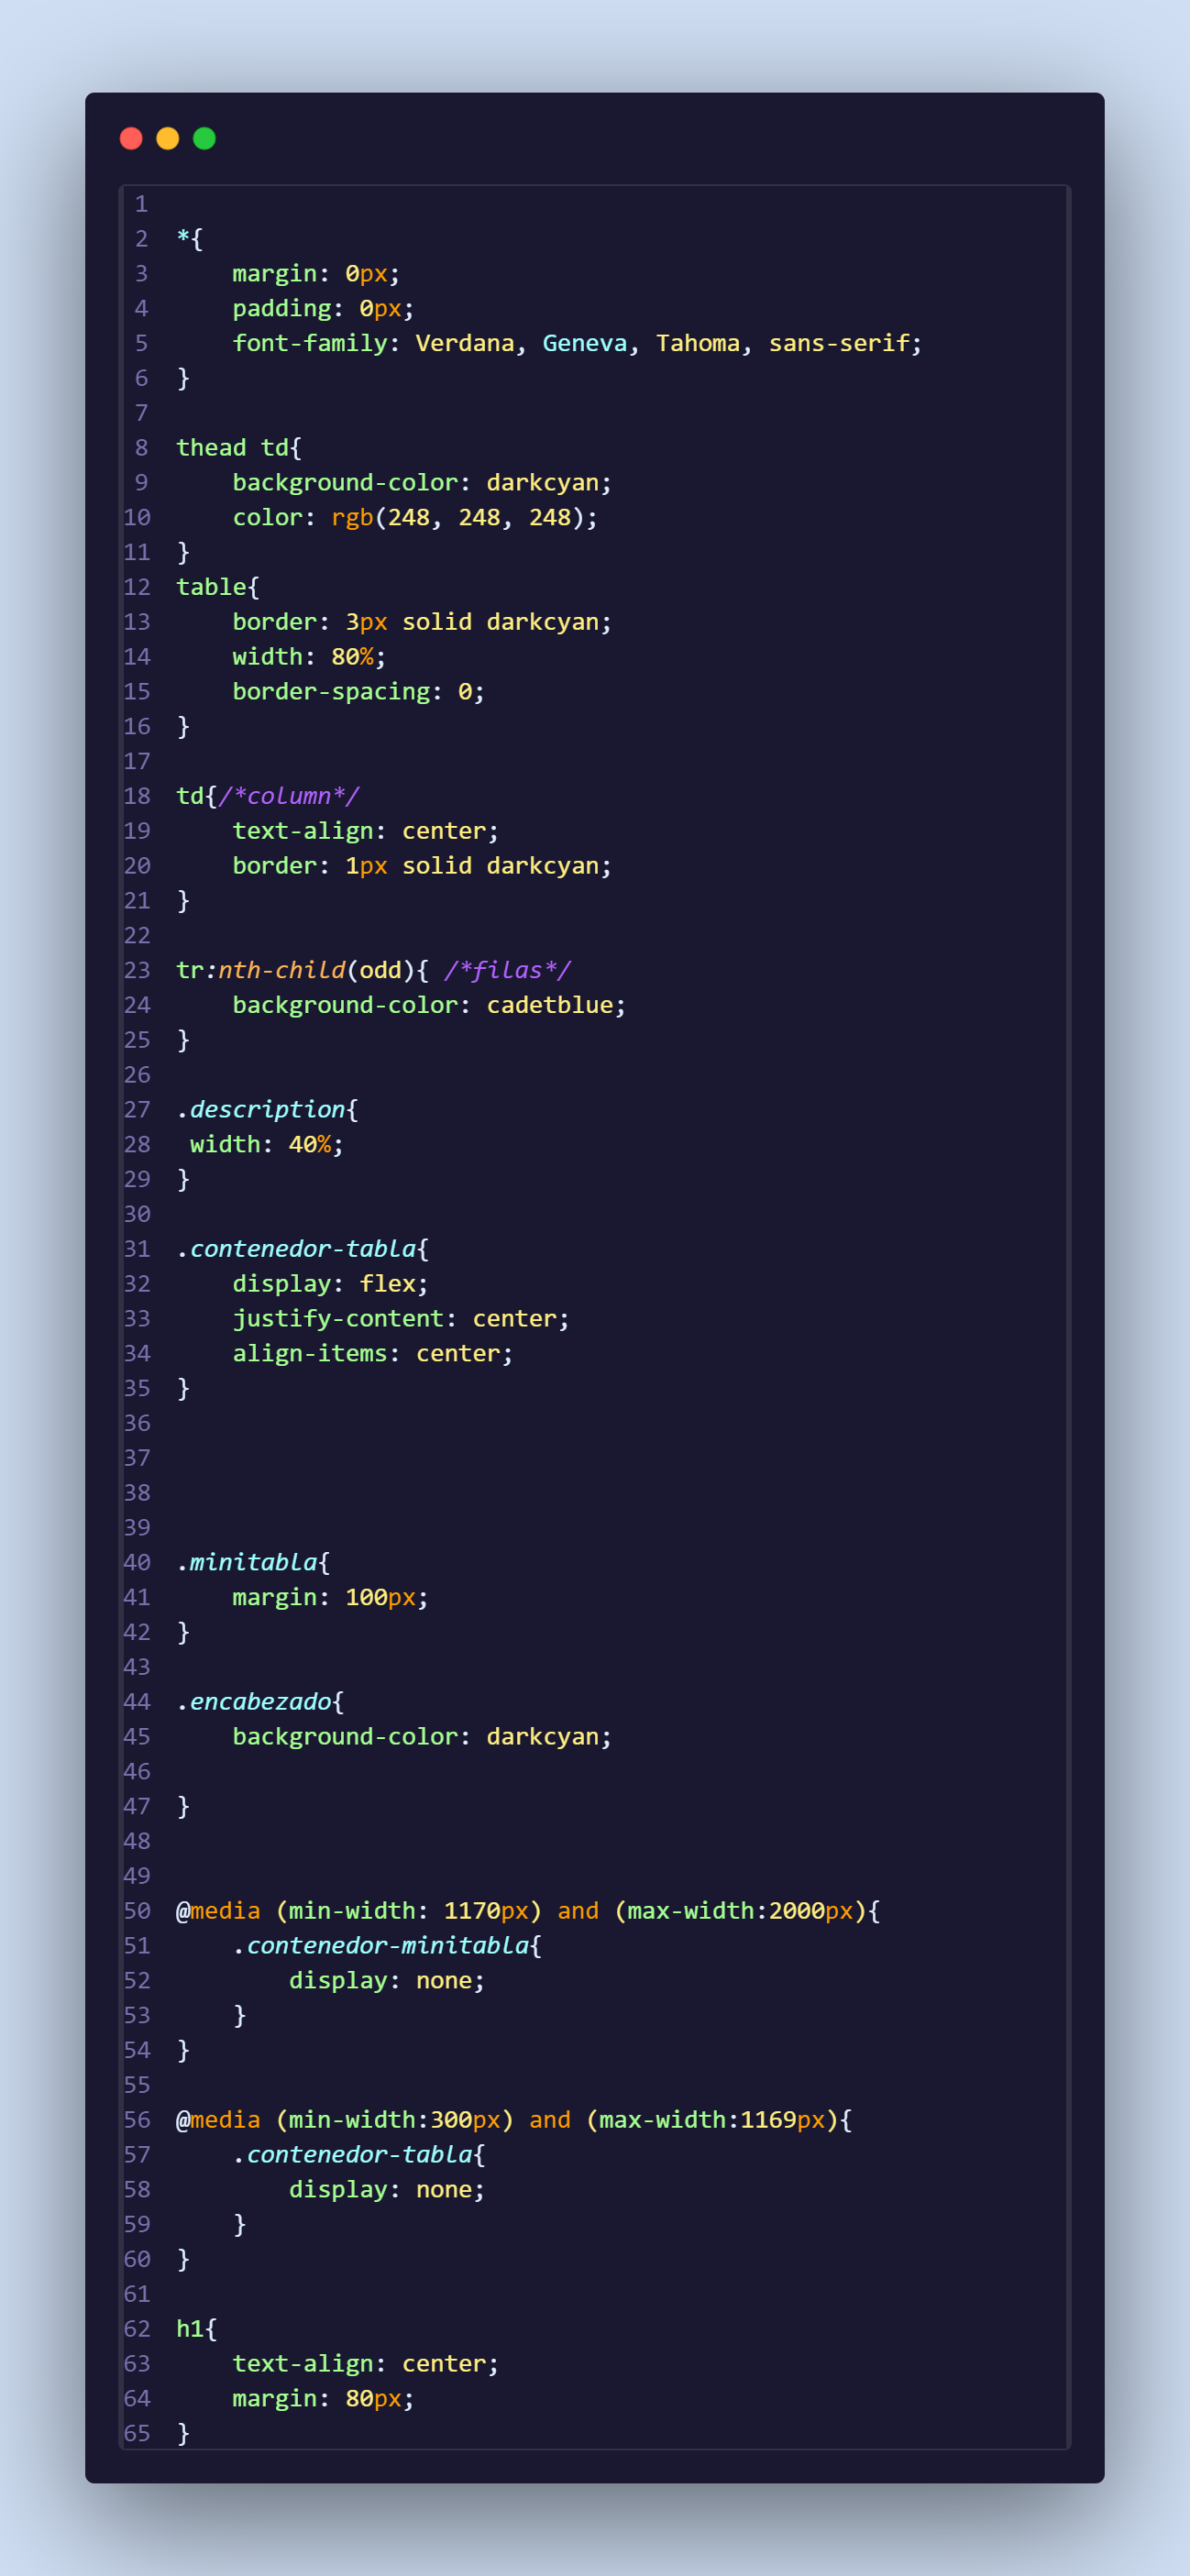 1
2 *{
3     margin: 0px;
4     padding: 0px;
5     font-family: Verdana, Geneva, Tahoma, sans-serif;
6 }
7
8 thead td{
9     background-color: darkcyan;
10     color: rgb(248, 248, 248);
11 }
12 table{
13     border: 3px solid darkcyan;
14     width: 80%;
15     border-spacing: 0;
16 }
17
18 td{/*column*/
19     text-align: center;
20     border: 1px solid darkcyan;
21 }
22
23 tr:nth-child(odd){ /*filas*/
24     background-color: cadetblue;
25 }
26
27 .description{
28  width: 40%;
29 }
30
31 .contenedor-tabla{
32     display: flex;
33     justify-content: center;
34     align-items: center;
35 }
36
37
38
39
40 .minitabla{
41     margin: 100px;
42 }
43
44 .encabezado{
45     background-color: darkcyan;
46
47 }
48
49
50 @media (min-width: 1170px) and (max-width:2000px){
51     .contenedor-minitabla{
52         display: none;
53     }
54 }
55
56 @media (min-width:300px) and (max-width:1169px){
57     .contenedor-tabla{
58         display: none;
59     }
60 }
61
62 h1{
63     text-align: center;
64     margin: 80px;
65 }